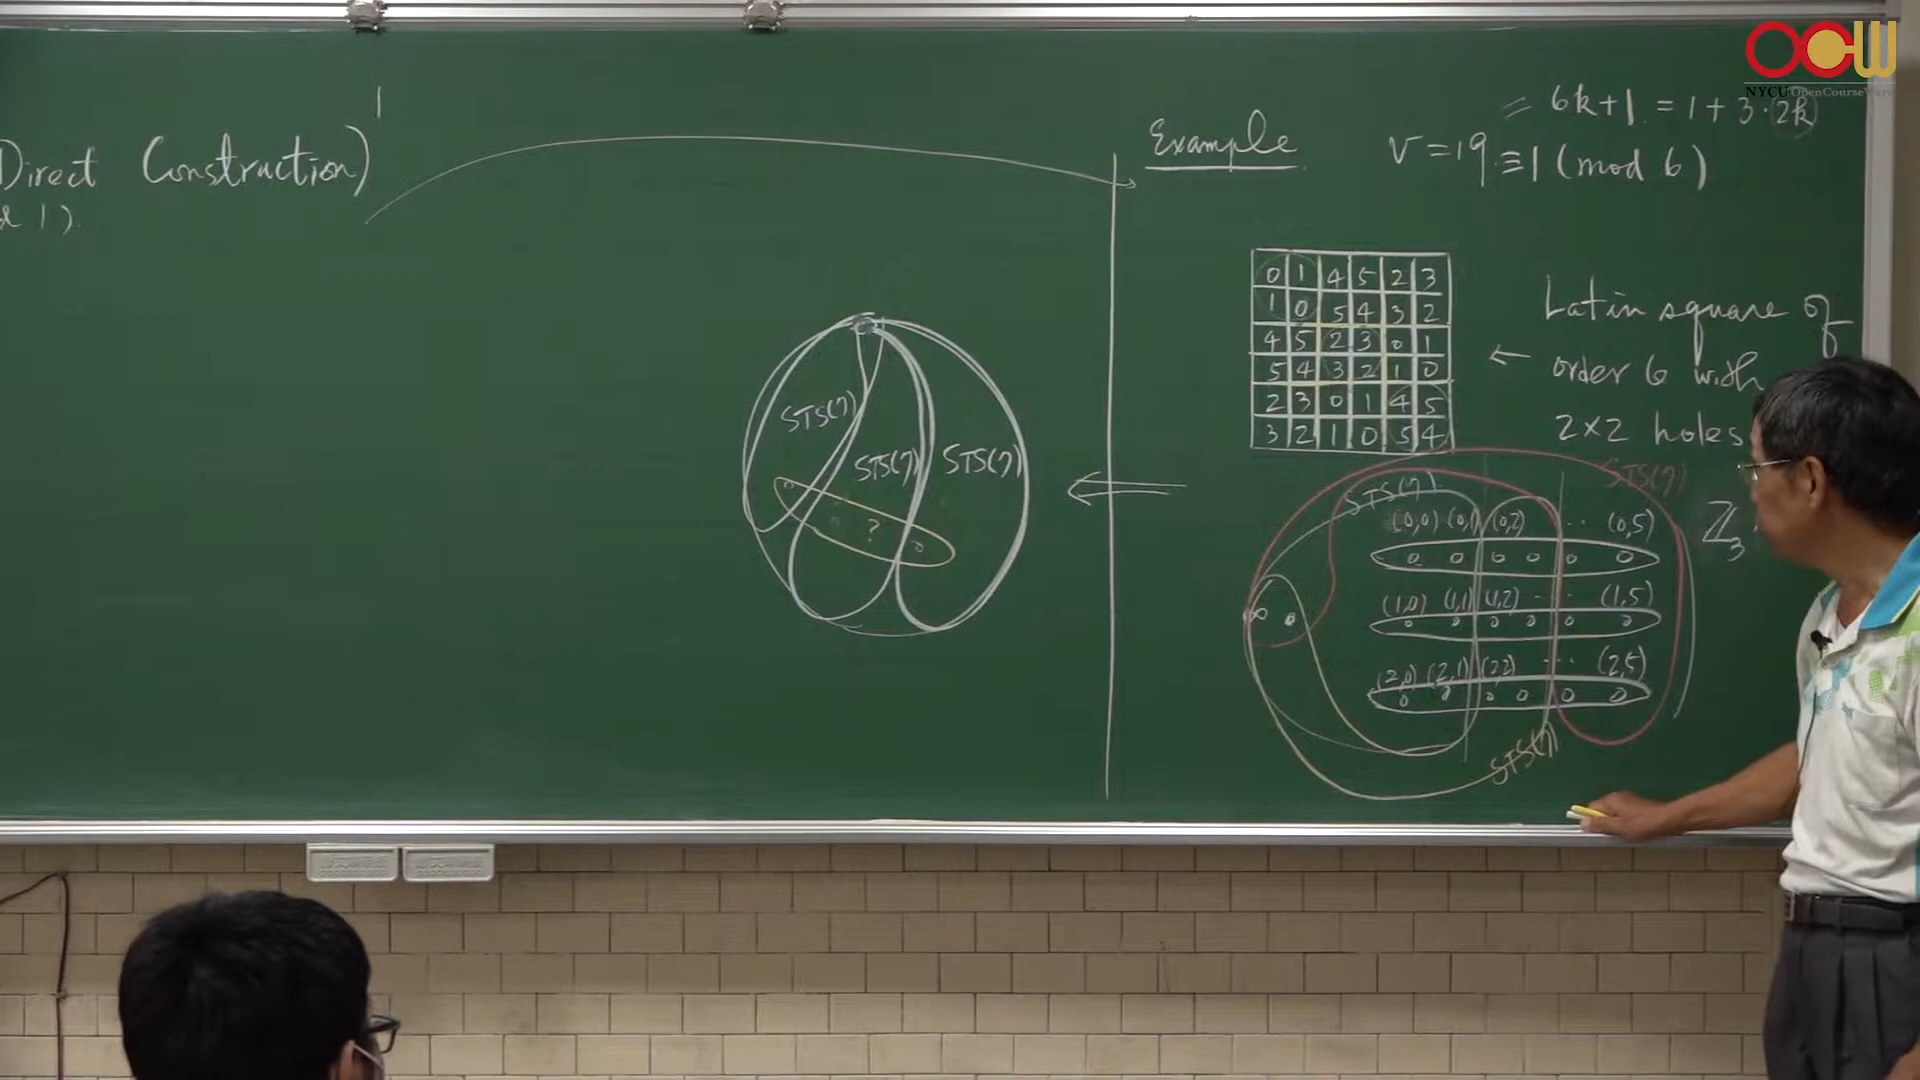 Direct Construction)
1).
STS(7)
STS(7)
STS(7)
?
Example
= 6k+1 = 1 + 3·2k
v = 19 ≡ 1 (mod 6)
0 1 4 5 2 3
1 0 5 4 3 2
4 5 2 3 0 1
5 4 3 2 1 0
2 3 0 1 4 5
3 2 1 0 5 4
← Latin square of
order 6 with
2×2 holes
STS(7)
STS(7)
(0,0) (0,1) (0,2) ·· (0,5)
ℤ3
(1,0) (1,1) (1,2) ··· (1,5)
∞
(2,0) (2,1) (2,2) ··· (2,5)
STS(7)
OCW
NYCU OpenCourseWare